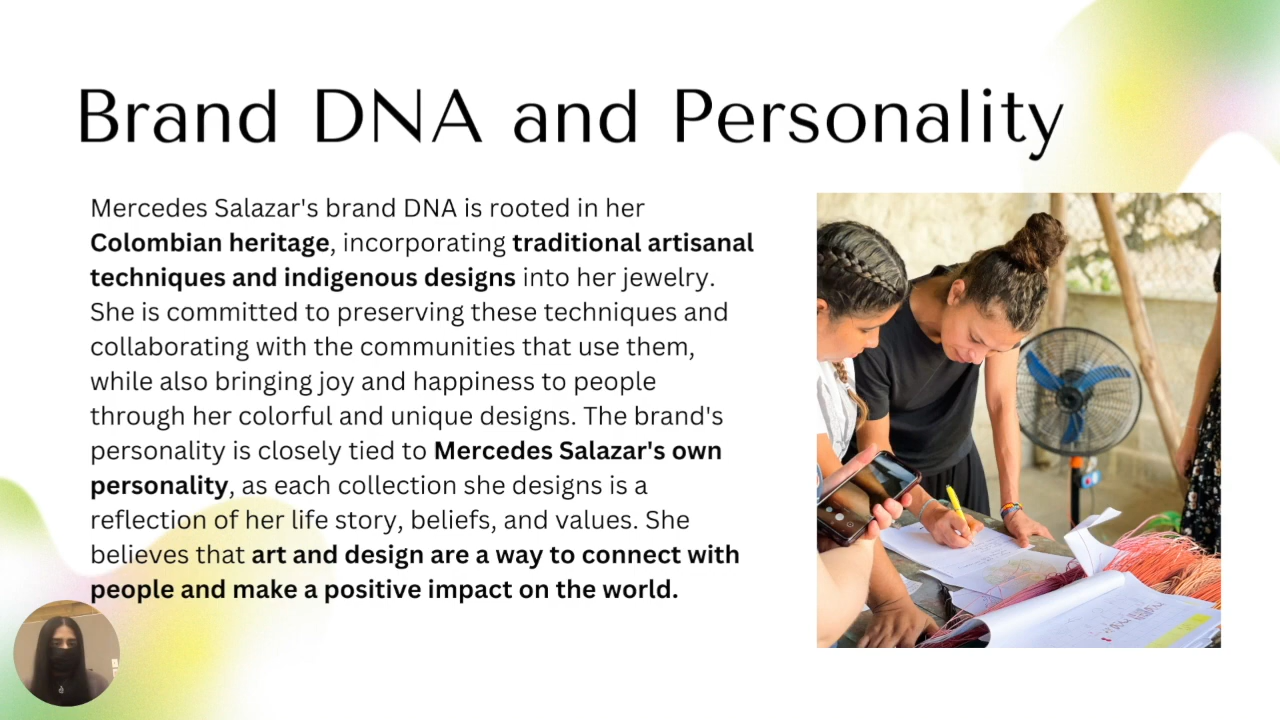 Brand DNA and Personality
Mercedes Salazar's brand DNA is rooted in her
Colombian heritage, incorporating traditional artisanal
techniques and indigenous designs into her jewelry.
She is committed to preserving these techniques and
collaborating with the communities that use them,
while also bringing joy and happiness to people
through her colorful and unique designs. The brand's
personality is closely tied to Mercedes Salazar's own
personality, as each collection she designs is a
reflection of her life story, beliefs, and values. She
believes that art and design are a way to connect with
people and make a positive impact on the world.